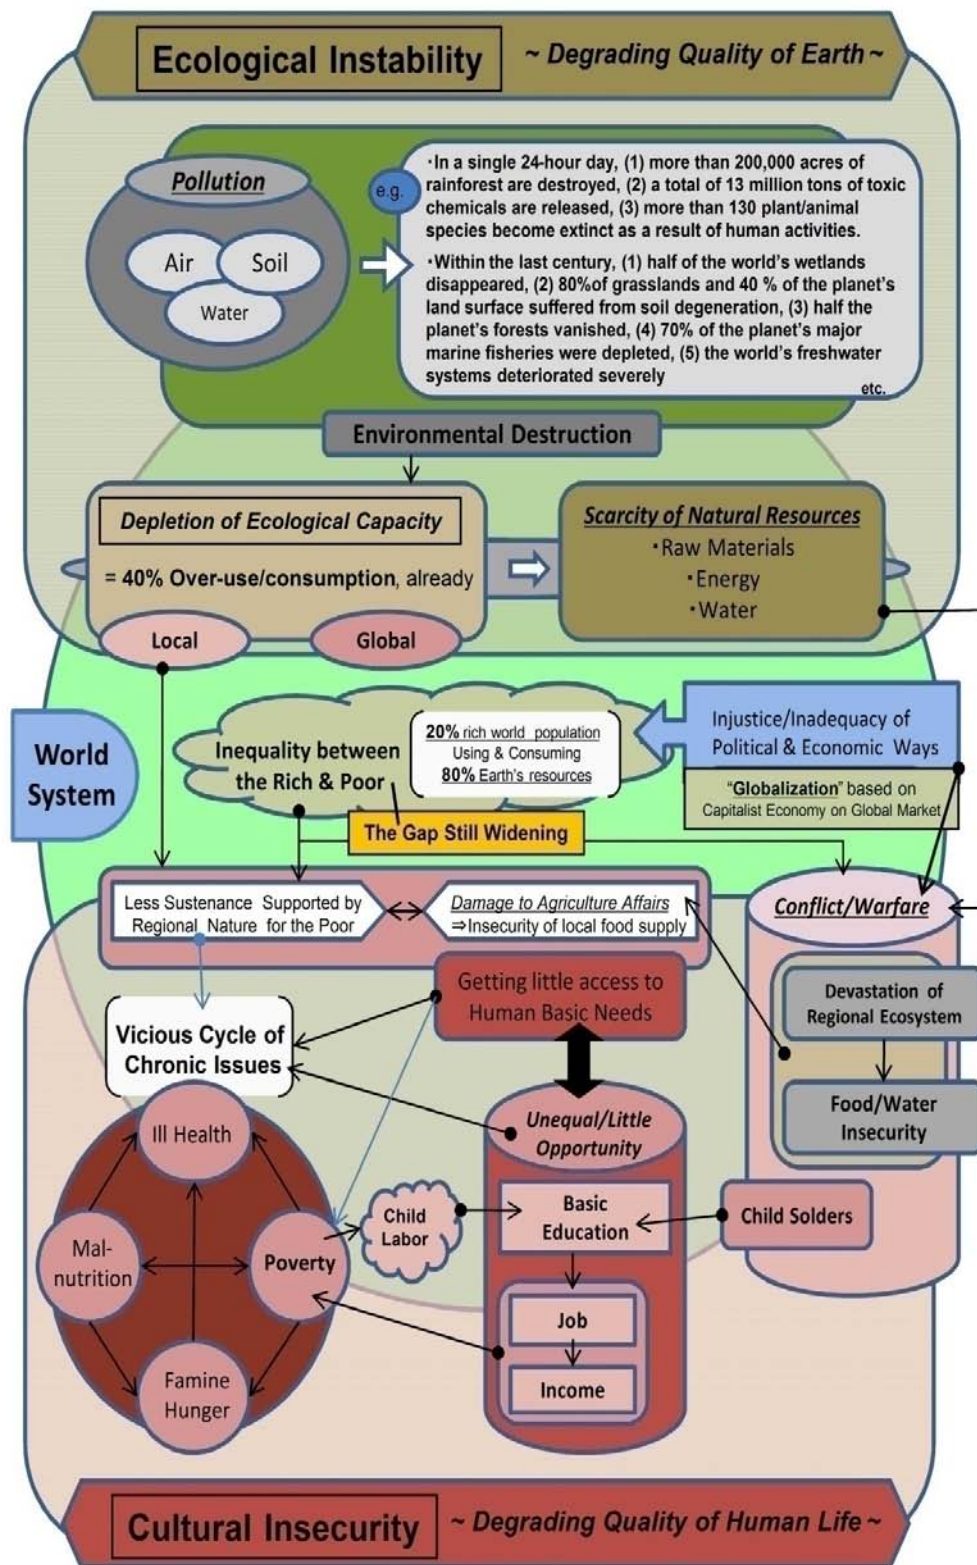 Ecological Instability
~ Degrading Quality of Earth ~
Pollution
Air
Soil
Water
e.g.
・In a single 24-hour day, (1) more than 200,000 acres of
rainforest are destroyed, (2) a total of 13 million tons of toxic
chemicals are released, (3) more than 130 plant/animal
species become extinct as a result of human activities.
・Within the last century, (1) half of the world's wetlands
disappeared, (2) 80%of grasslands and 40 % of the planet's
land surface suffered from soil degeneration, (3) half the
planet's forests vanished, (4) 70% of the planet's major
marine fisheries were depleted, (5) the world's freshwater
systems deteriorated severely
etc.
Environmental Destruction
Depletion of Ecological Capacity
= 40% Over-use/consumption, already
Local
Global
Scarcity of Natural Resources
・Raw Materials
・Energy
・Water
World
System
Inequality between
the Rich & Poor
20% rich world population
Using & Consuming
80% Earth's resources
Injustice/Inadequacy of
Political & Economic Ways
"Globalization" based on
Capitalist Economy on Global Market
The Gap Still Widening
Less Sustenance Supported by
Regional Nature for the Poor
Damage to Agriculture Affairs
⇒Insecurity of local food supply
Conflict/Warfare
Devastation of
Regional Ecosystem
Food/Water
Insecurity
Child Solders
Getting little access to
Human Basic Needs
Vicious Cycle of
Chronic Issues
Ill Health
Mal-
nutrition
Poverty
Famine
Hunger
Child
Labor
Unequal/Little
Opportunity
Basic
Education
Job
Income
Cultural Insecurity
~ Degrading Quality of Human Life ~